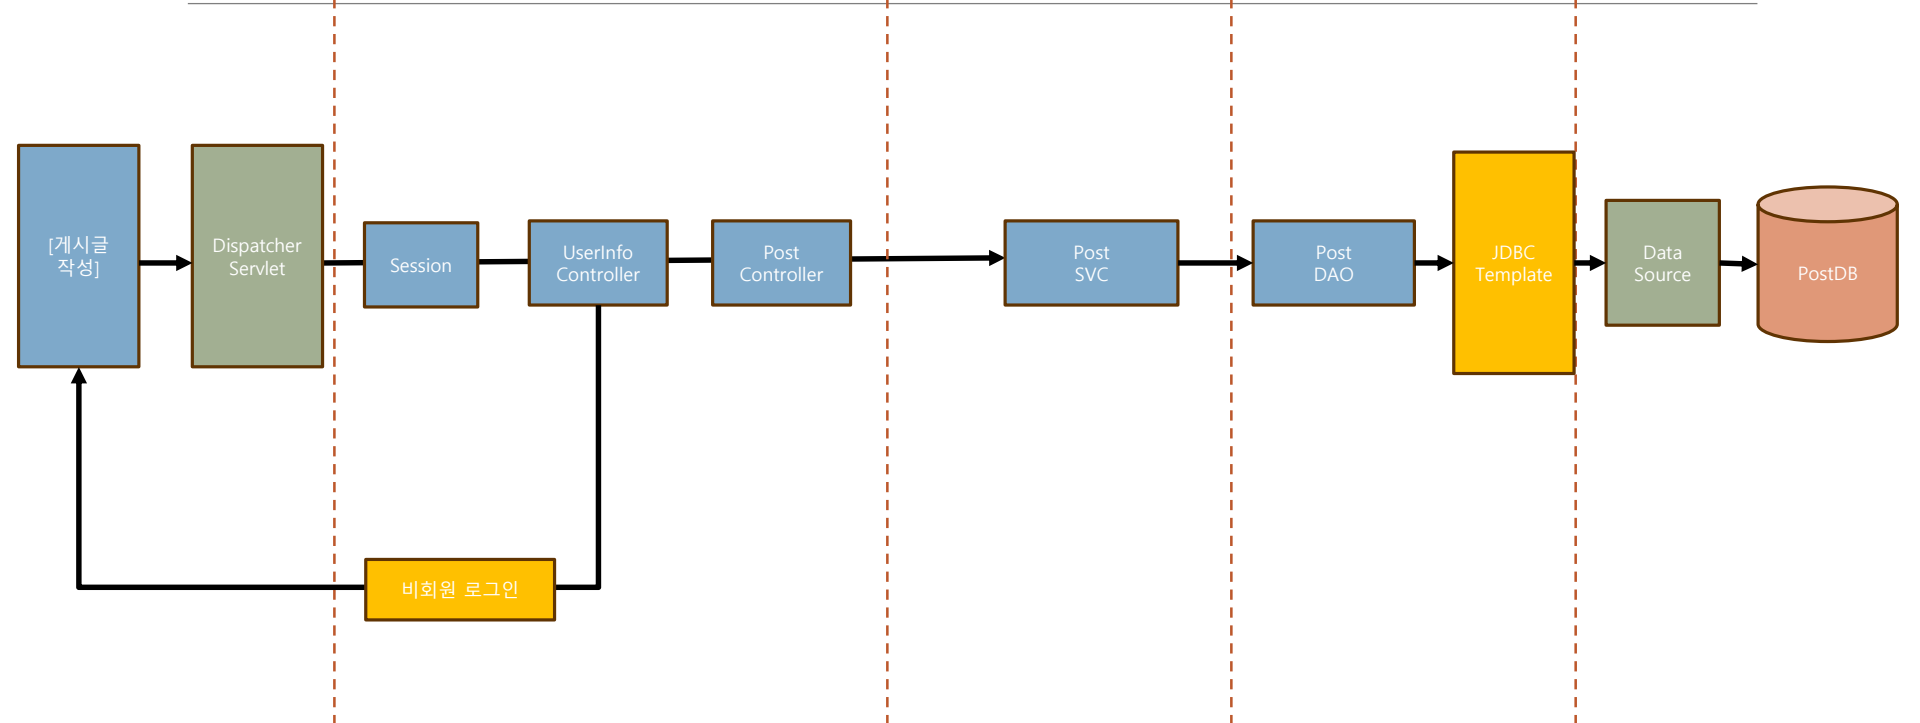 [게시글
작성]
Dispatcher
Servlet
Session
UserInfo
Controller
Post
Controller
Post
SVC
Post
DAO
JDBC
Template
Data
Source
PostDB
비회원 로그인